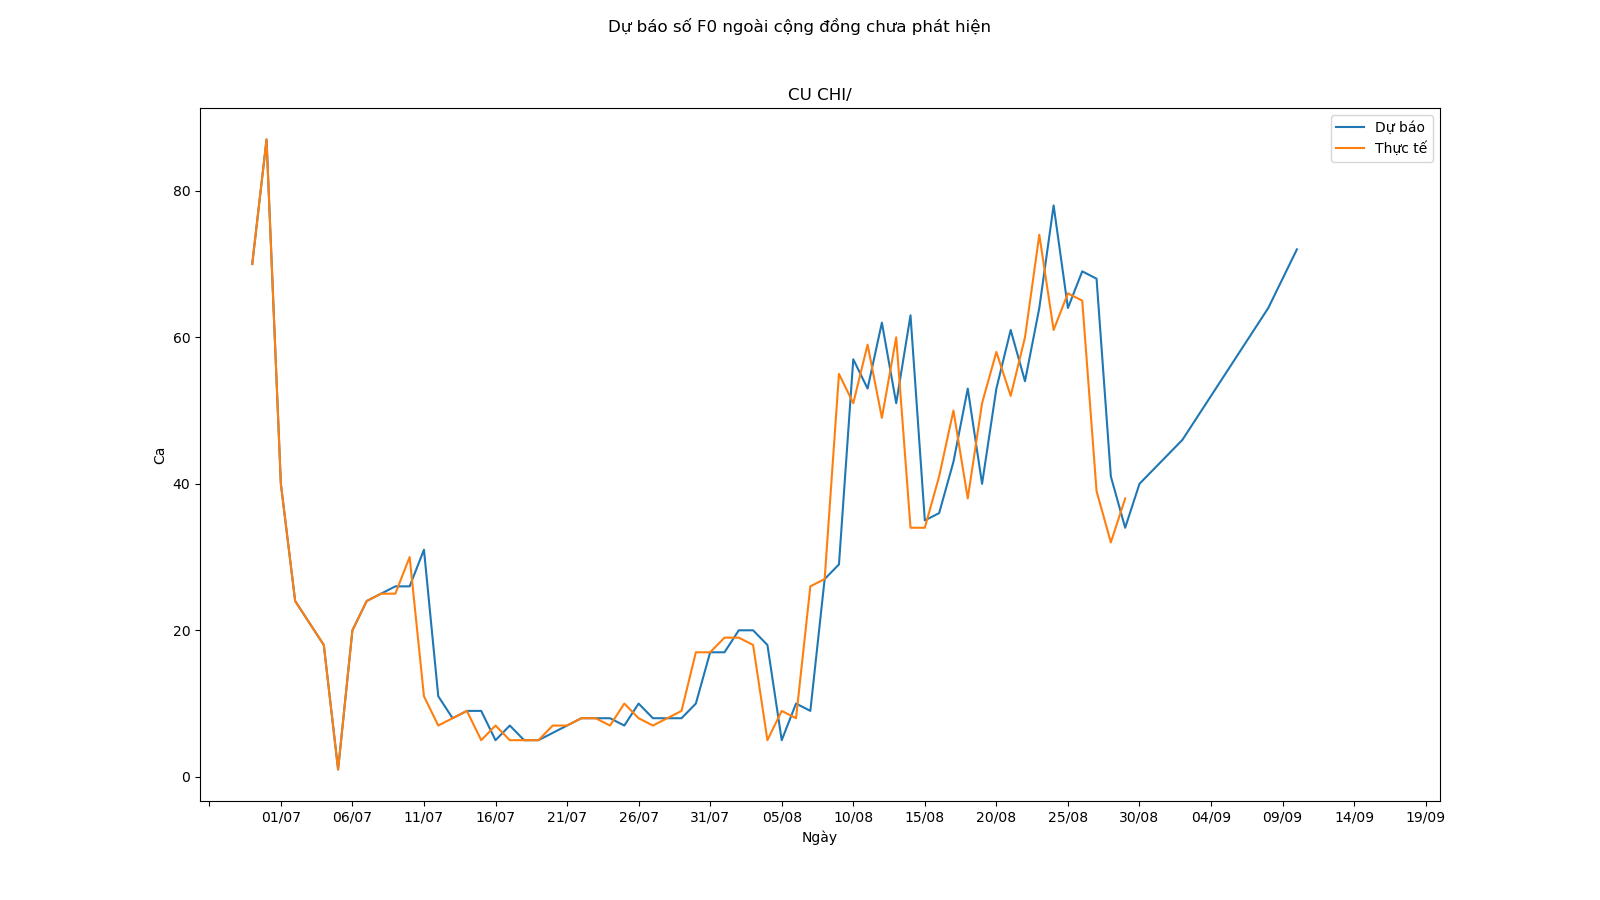 Dự báo số F0 ngoài cộng đồng chưa phát hiện
CU CHI/
Dự báo
Thực tế
80
60
40
20
0
Ca
01/07 06/07 11/07 16/07 21/07 26/07 31/07 05/08 10/08 15/08 20/08 25/08 30/08 04/09 09/09 14/09 19/09
Ngày